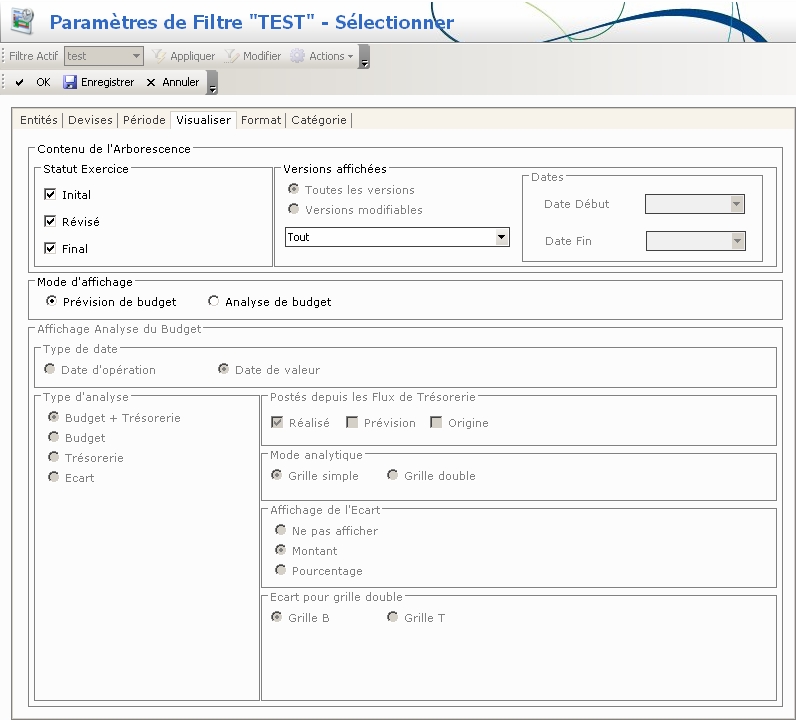 Paramètres de Filtre "TEST" - Sélectionner
Filtre Actif test Appliquer Modifier Actions
OK Enregistrer Annuler
Entités Devises Période Visualiser Format Catégorie
Contenu de l'Arborescence
Statut Exercice
Inital
Révisé
Final
Versions affichées
Toutes les versions
Versions modifiables
Tout
Dates
Date Début
Date Fin
Mode d'affichage
Prévision de budget Analyse de budget
Affichage Analyse du Budget
Type de date
Date d'opération Date de valeur
Type d'analyse
Budget + Trésorerie
Budget
Trésorerie
Ecart
Postés depuis les Flux de Trésorerie
Réalisé Prévision Origine
Mode analytique
Grille simple Grille double
Affichage de l'Ecart
Ne pas afficher
Montant
Pourcentage
Ecart pour grille double
Grille B Grille T